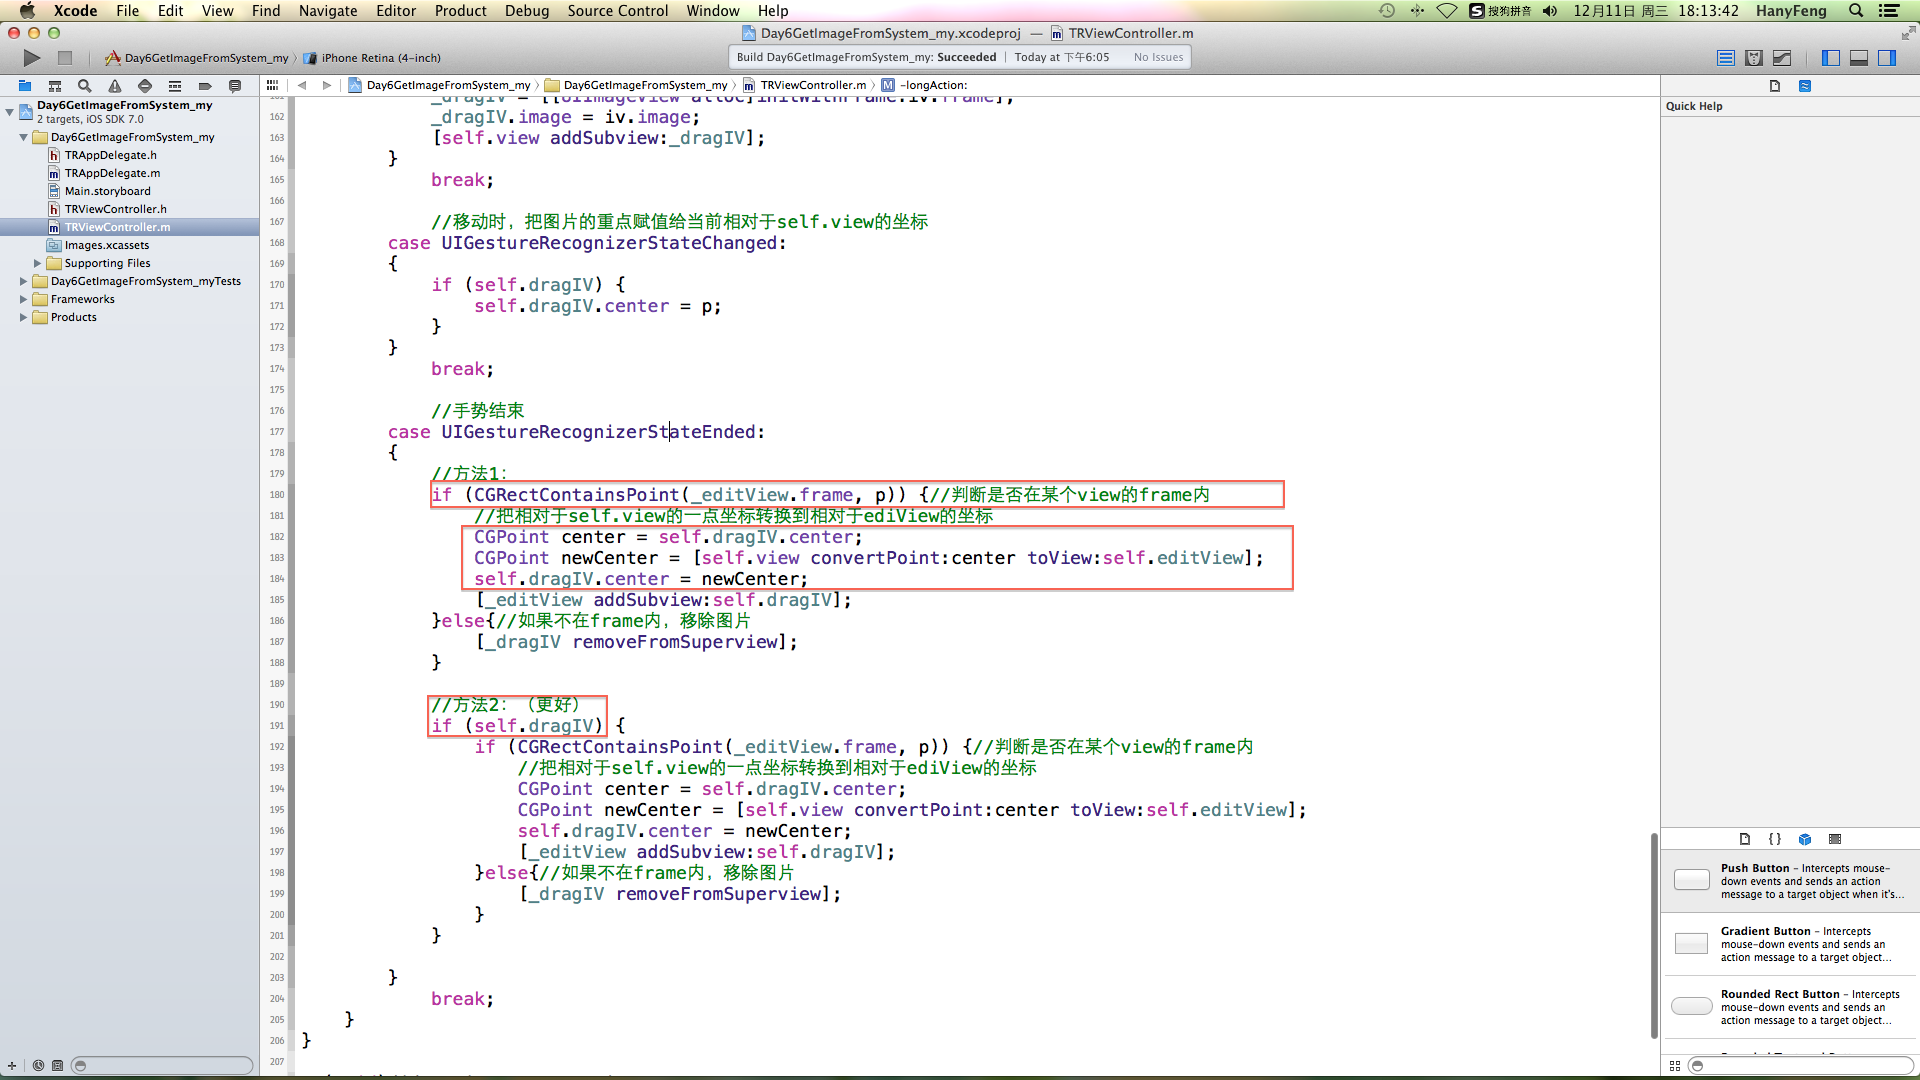 Xcode File Edit View Find Navigate Editor Product Debug Source Control Window Help 搜狗拼音 12月11日 周三 18:13:42 HanyFeng
Day6GetImageFromSystem_my.xcodeproj — TRViewController.m
Day6GetImageFromSystem_my iPhone Retina (4-inch)
Build Day6GetImageFromSystem_my: Succeeded Today at 下午6:05 No Issues
Day6GetImageFromSystem_my Day6GetImageFromSystem_my TRViewController.m M -longAction:
Day6GetImageFromSystem_my
2 targets, iOS SDK 7.0
Day6GetImageFromSystem_my
TRAppDelegate.h
TRAppDelegate.m
Main.storyboard
TRViewController.h
TRViewController.m
Images.xcassets
Supporting Files
Day6GetImageFromSystem_myTests
Frameworks
Products
_dragIV = [[UIImageView alloc]initWithFrame:iv.frame];
162 _dragIV.image = iv.image;
163 [self.view addSubview:_dragIV];
164 }
165 break;
166
167 //移动时，把图片的重点赋值给当前相对于self.view的坐标
168 case UIGestureRecognizerStateChanged:
169 {
170 if (self.dragIV) {
171 self.dragIV.center = p;
172 }
173 }
174 break;
175
176 //手势结束
177 case UIGestureRecognizerStateEnded:
178 {
179 //方法1：
180 if (CGRectContainsPoint(_editView.frame, p)) {//判断是否在某个view的frame内
181 //把相对于self.view的一点坐标转换到相对于ediView的坐标
182 CGPoint center = self.dragIV.center;
183 CGPoint newCenter = [self.view convertPoint:center toView:self.editView];
184 self.dragIV.center = newCenter;
185 [_editView addSubview:self.dragIV];
186 }else{//如果不在frame内，移除图片
187 [_dragIV removeFromSuperview];
188 }
189
190 //方法2：（更好）
191 if (self.dragIV) {
192 if (CGRectContainsPoint(_editView.frame, p)) {//判断是否在某个view的frame内
193 //把相对于self.view的一点坐标转换到相对于ediView的坐标
194 CGPoint center = self.dragIV.center;
195 CGPoint newCenter = [self.view convertPoint:center toView:self.editView];
196 self.dragIV.center = newCenter;
197 [_editView addSubview:self.dragIV];
198 }else{//如果不在frame内，移除图片
199 [_dragIV removeFromSuperview];
200 }
201 }
202
203 }
204 break;
205 }
206 }
207
Quick Help
Push Button – Intercepts mouse-
down events and sends an action
message to a target object when it's...
Gradient Button – Intercepts
mouse-down events and sends an
action message to a target object...
Rounded Rect Button – Intercepts
mouse-down events and sends an
action message to a target object...